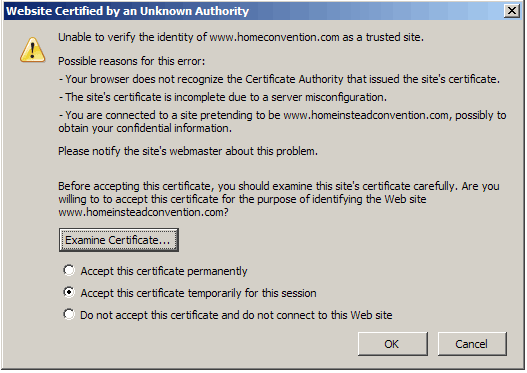 Website Certified by an Unknown Authority
Unable to verify the identity of www.homeconvention.com as a trusted site.
Possible reasons for this error:
- Your browser does not recognize the Certificate Authority that issued the site's certificate.
- The site's certificate is incomplete due to a server misconfiguration.
- You are connected to a site pretending to be www.homeinsteadconvention.com, possibly to
obtain your confidential information.
Please notify the site's webmaster about this problem.
Before accepting this certificate, you should examine this site's certificate carefully. Are you
willing to to accept this certificate for the purpose of identifying the Web site
www.homeinsteadconvention.com?
Examine Certificate...
Accept this certificate permanently
Accept this certificate temporarily for this session
Do not accept this certificate and do not connect to this Web site
OK Cancel